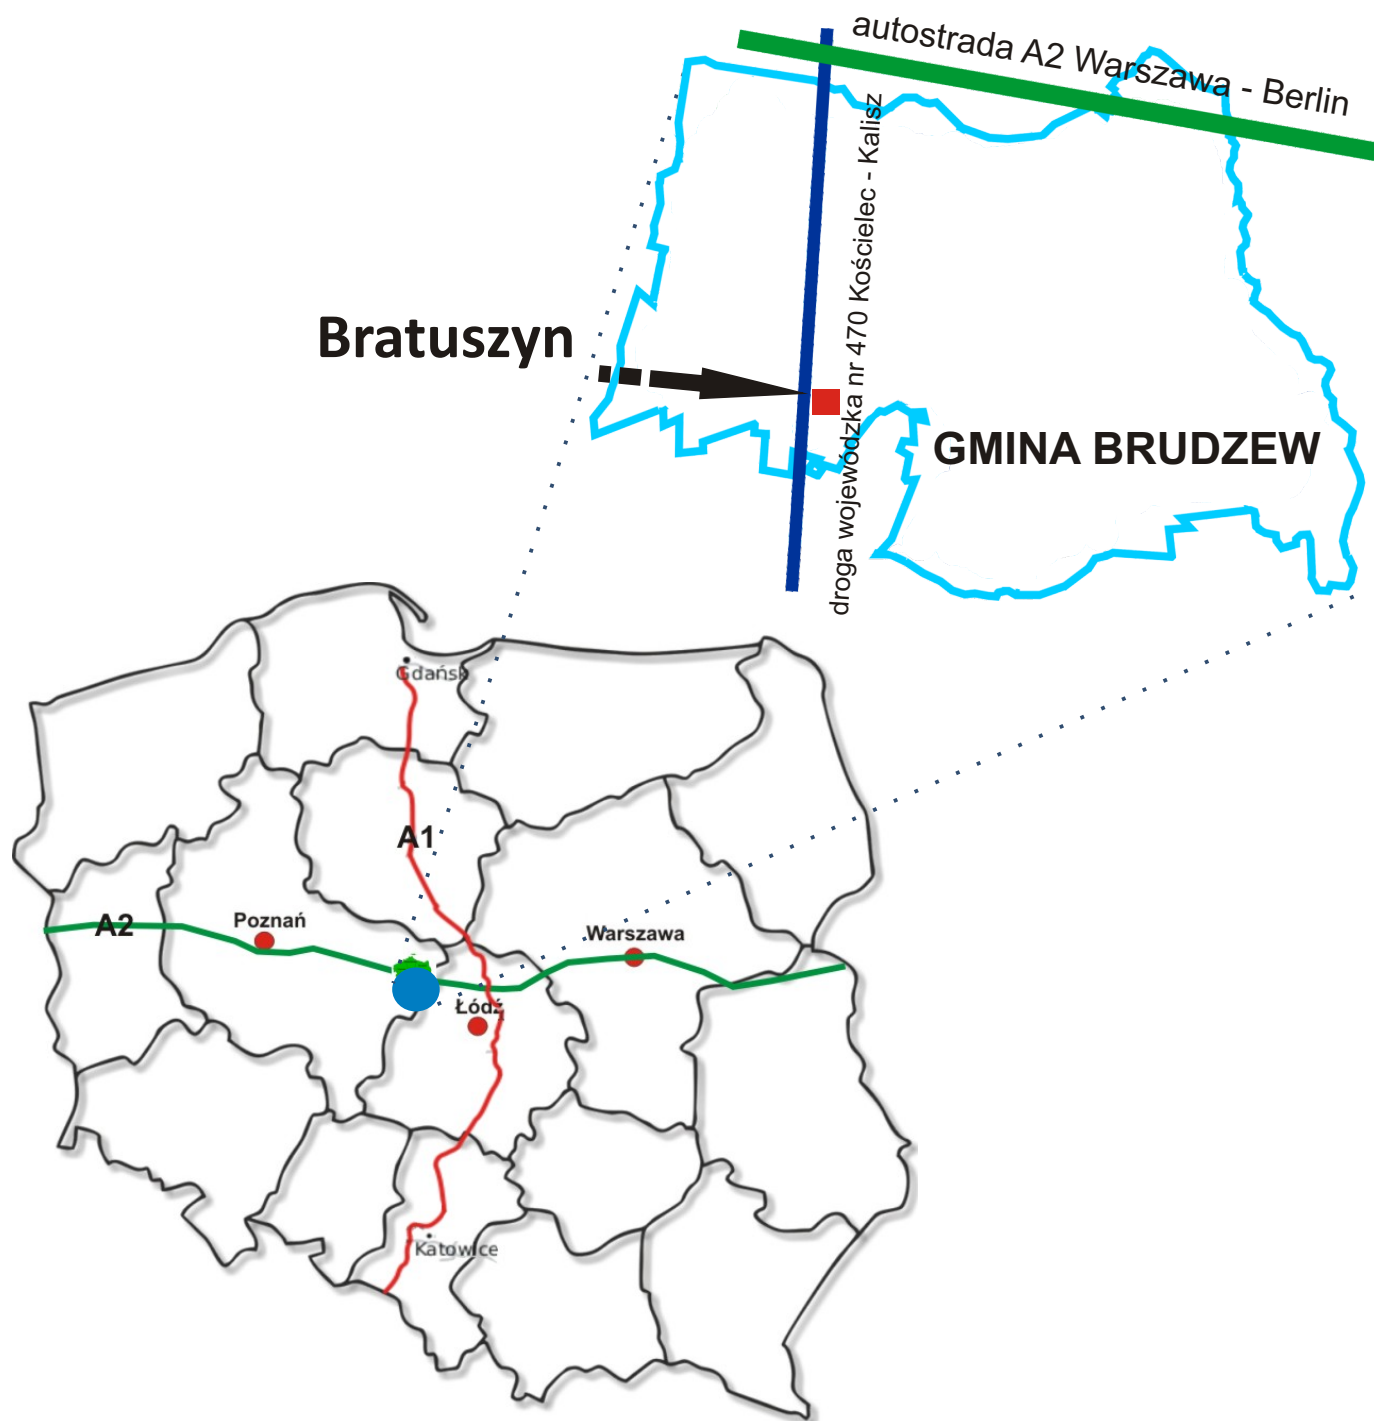 autostrada A2 Warszawa - Berlin
droga wojewódzka nr 470 Kościelec - Kalisz
Bratuszyn
GMINA BRUDZEW
Gdańsk
A1
A2
Poznań
Warszawa
Łódź
Katowice